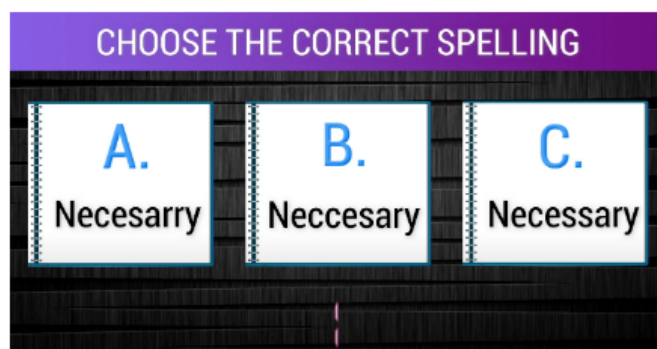 CHOOSE THE CORRECT SPELLING
A.
Necesarry
B.
Neccesary
C.
Necessary